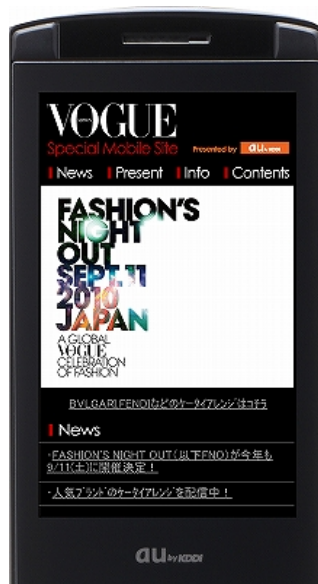 VOGUE
NIPPON
Special Mobile Site
Presented by au by KDDI
News Present Info Contents
FASHION'S
NIGHT
OUT
SEPT.11
2010
JAPAN
A GLOBAL
VOGUE
CELEBRATION
OF FASHION
BVLGARI,FENDIなどのケータイアレンジはコチラ
News
・FASHION'S NIGHT OUT(以下FNO)が今年も
9/11(土)に開催決定!
・人気ブランドのケータイアレンジを配信中!
au by KDDI